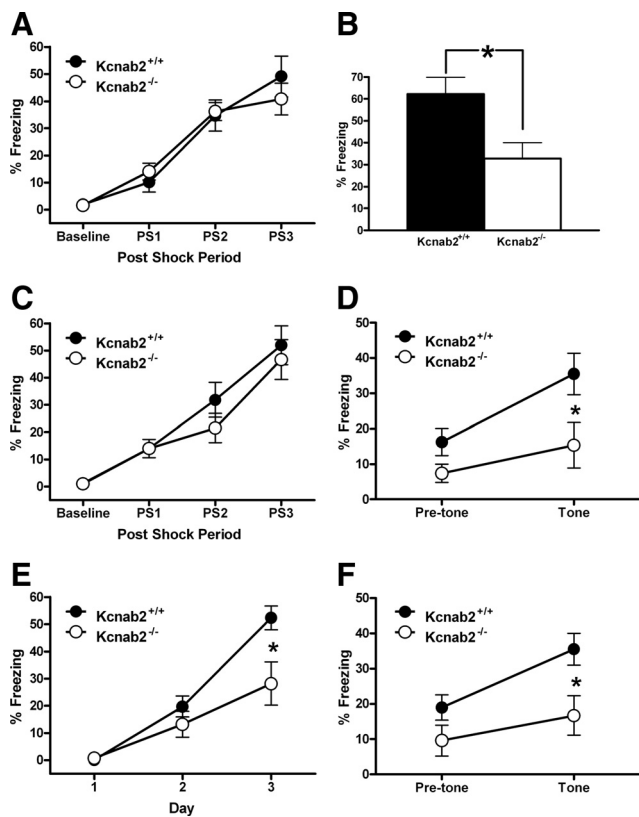 A
Kcnab2+/+
Kcnab2-/-
% Freezing
60
50
40
30
20
10
0
Baseline PS1 PS2 PS3
Post Shock Period
B
*
% Freezing
70
60
50
40
30
20
10
0
Kcnab2+/+ Kcnab2-/-
C
Kcnab2+/+
Kcnab2-/-
% Freezing
60
50
40
30
20
10
0
Baseline PS1 PS2 PS3
Post Shock Period
D
Kcnab2+/+
Kcnab2-/-
*
% Freezing
50
40
30
20
10
0
Pre-tone Tone
E
Kcnab2+/+
Kcnab2-/-
*
% Freezing
60
50
40
30
20
10
0
1 2 3
Day
F
Kcnab2+/+
Kcnab2-/-
*
% Freezing
50
40
30
20
10
0
Pre-tone Tone